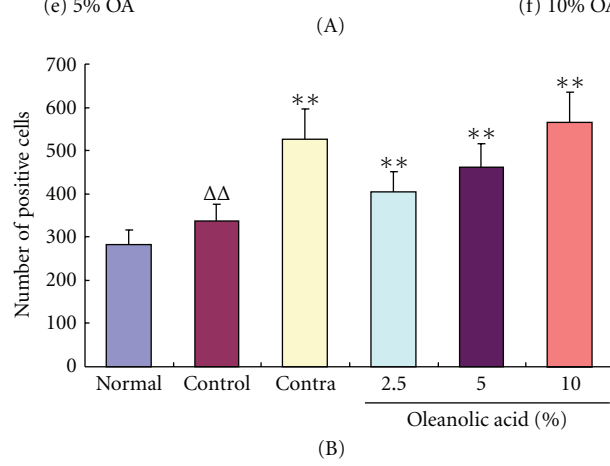 (e) 5% OA
(f) 10% OA
(A)
700
600
500
400
300
200
100
0
Number of positive cells
ΔΔ
**
**
**
**
Normal Control Contra 2.5 5 10
Oleanolic acid (%)
(B)